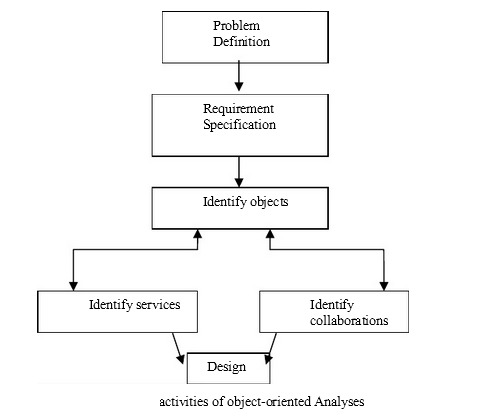 Problem
Definition
Requirement
Specification
Identify objects
Identify services
Identify
collaborations
Design
activities of object-oriented Analyses